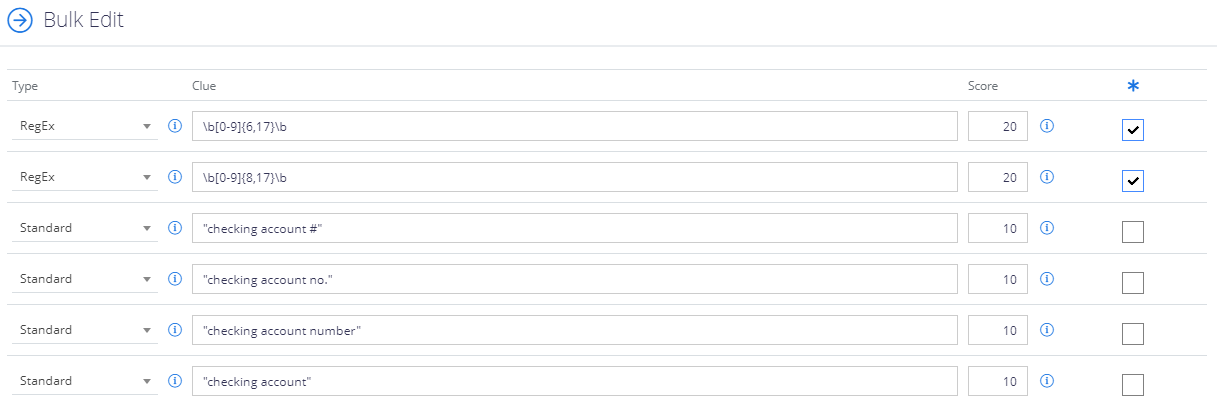 Bulk Edit
Type Clue Score *
RegEx \b[0-9]{6,17}\b 20
RegEx \b[0-9]{8,17}\b 20
Standard "checking account #" 10
Standard "checking account no." 10
Standard "checking account number" 10
Standard "checking account" 10